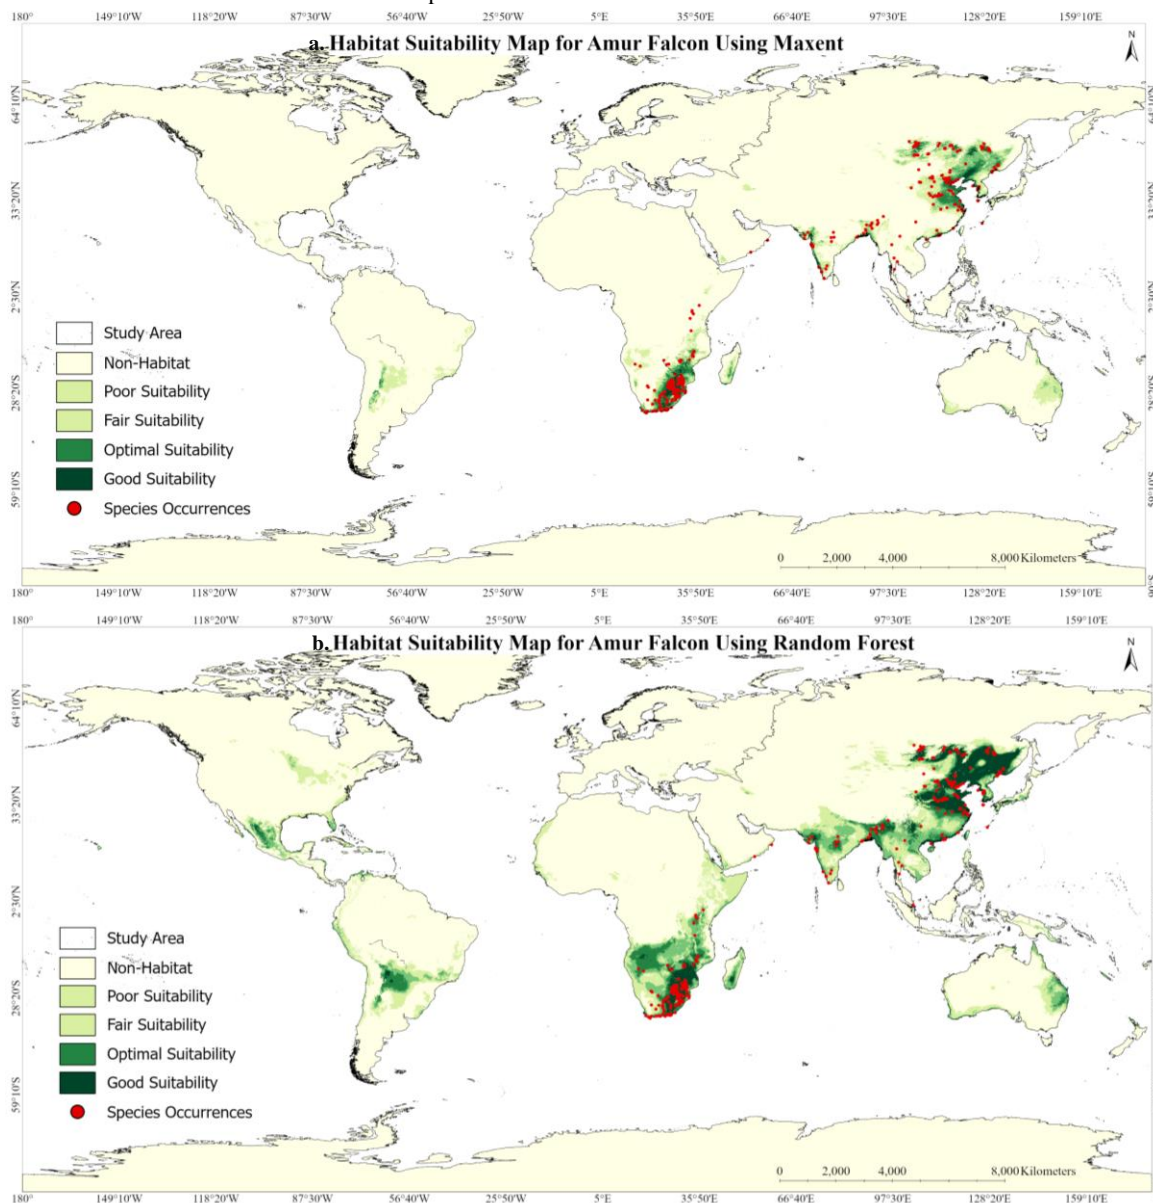 180° 149°10'W 118°20'W 87°30'W 56°40'W 25°50'W 5°E 35°50'E 66°40'E 97°30'E 128°20'E 159°10'E
a. Habitat Suitability Map for Amur Falcon Using Maxent
N
64°10'N
33°20'N
2°30'N
28°20'S
59°10'S
Study Area
Non-Habitat
Poor Suitability
Fair Suitability
Optimal Suitability
Good Suitability
Species Occurrences
0 2,000 4,000 8,000 Kilometers
180° 149°10'W 118°20'W 87°30'W 56°40'W 25°50'W 5°E 35°50'E 66°40'E 97°30'E 128°20'E 159°10'E
180° 149°10'W 118°20'W 87°30'W 56°40'W 25°50'W 5°E 35°50'E 66°40'E 97°30'E 128°20'E 159°10'E
b. Habitat Suitability Map for Amur Falcon Using Random Forest
N
64°10'N
33°20'N
2°30'N
28°20'S
59°10'S
Study Area
Non-Habitat
Poor Suitability
Fair Suitability
Optimal Suitability
Good Suitability
Species Occurrences
0 2,000 4,000 8,000 Kilometers
180° 149°10'W 118°20'W 87°30'W 56°40'W 25°50'W 5°E 35°50'E 66°40'E 97°30'E 128°20'E 159°10'E